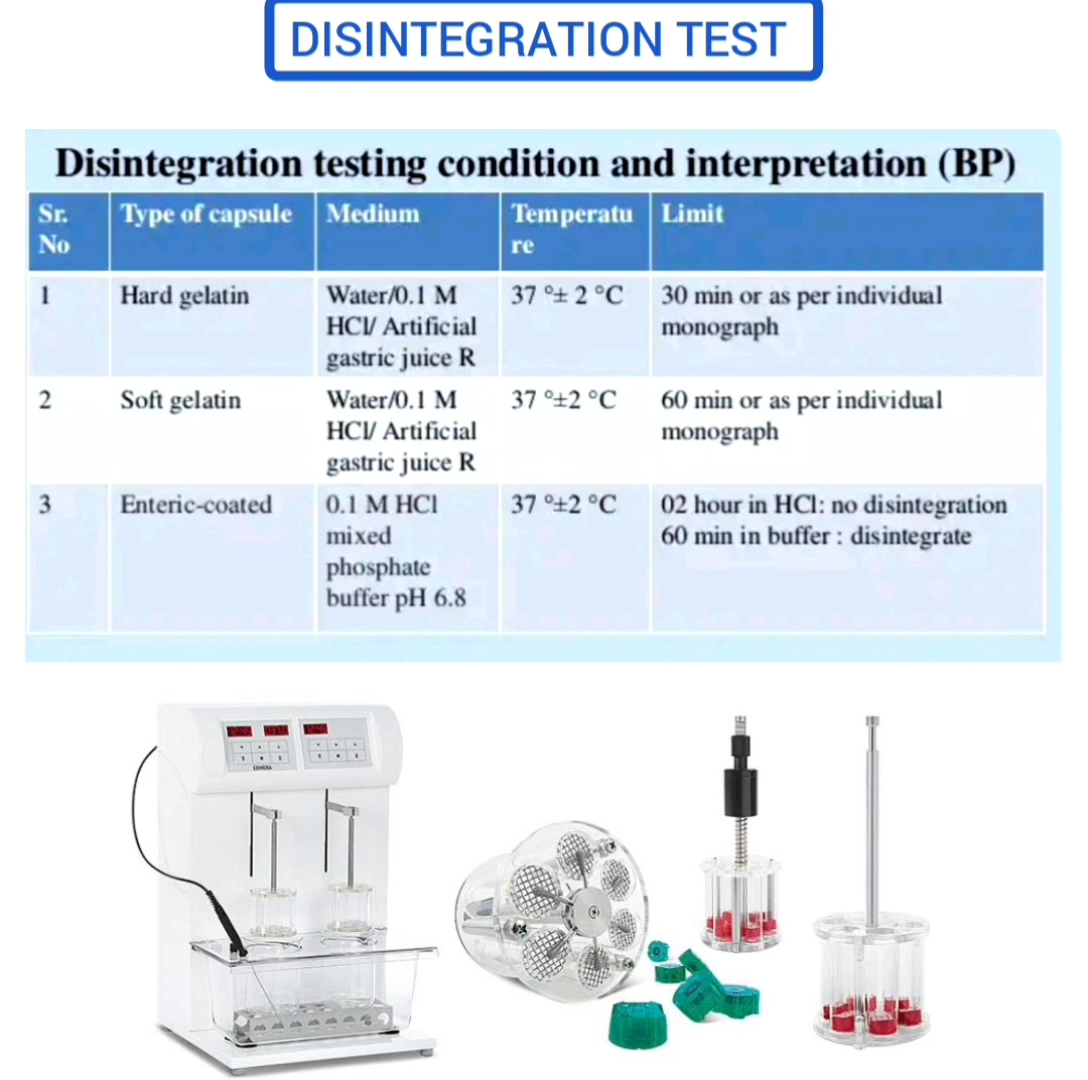 DISINTEGRATION TEST
Disintegration testing condition and interpretation (BP)
Sr. No
Type of capsule
Medium
Temperatu re
Limit
1
Hard gelatin
Water/0.1 M
HCl/ Artificial
gastric juice R
37 °± 2 °C
30 min or as per individual
monograph
2
Soft gelatin
Water/0.1 M
HCl/ Artificial
gastric juice R
37 °±2 °C
60 min or as per individual
monograph
3
Enteric-coated
0.1 M HCl
mixed
phosphate
buffer pH 6.8
37 °±2 °C
02 hour in HCl: no disintegration
60 min in buffer : disintegrate